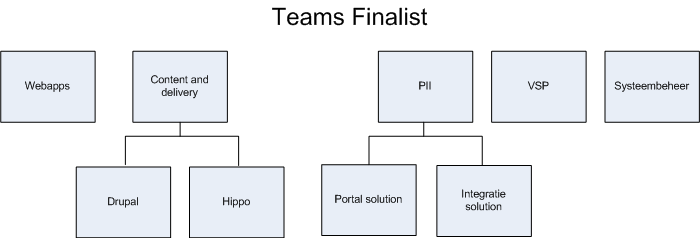 Teams Finalist
Webapps
Content and
delivery
PII
VSP
Systeembeheer
Drupal
Hippo
Portal solution
Integratie
solution